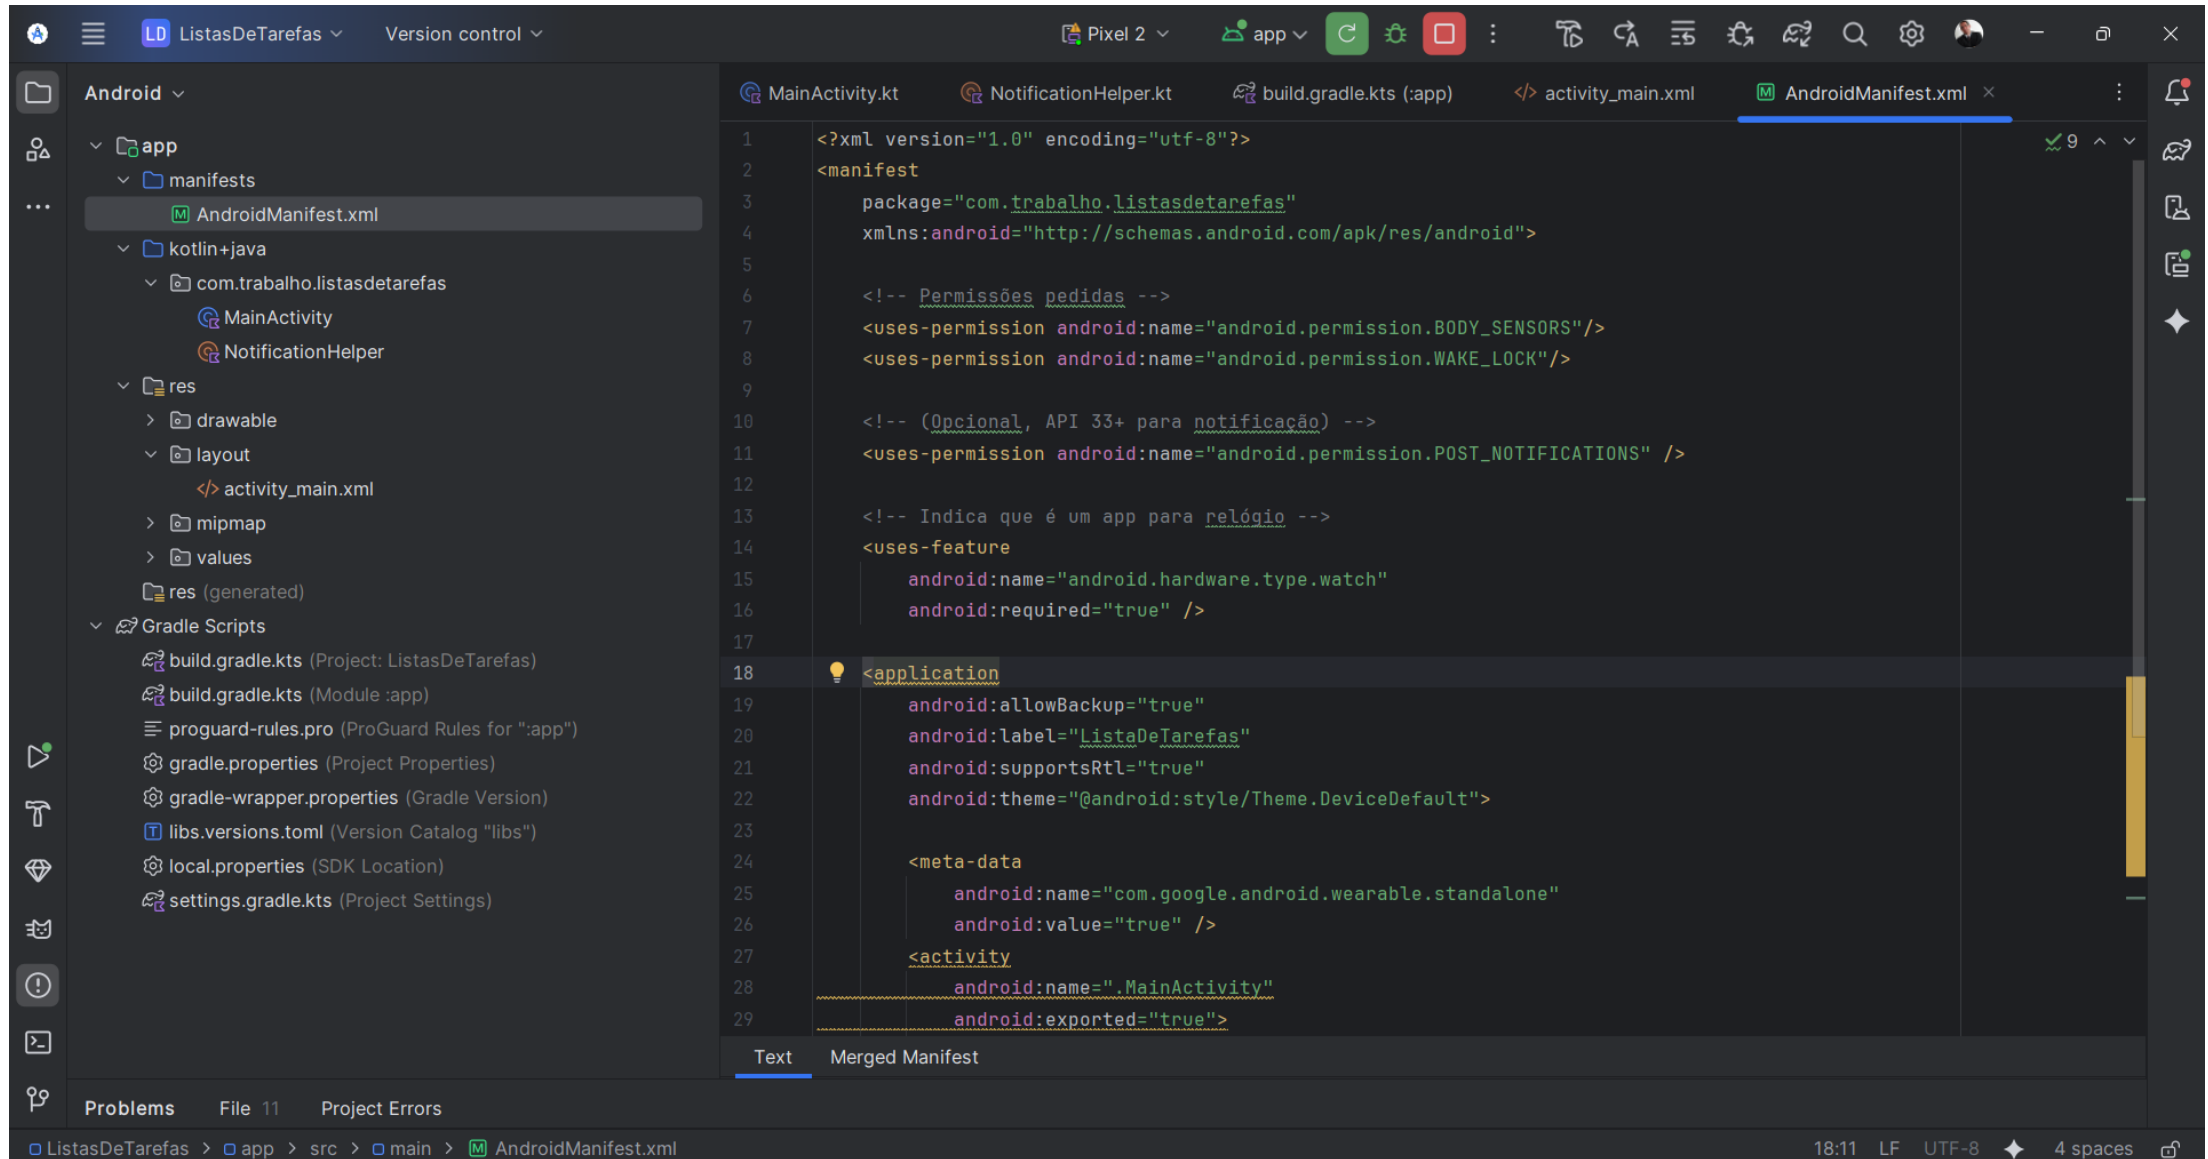 LD ListasDeTarefas Version control Pixel 2 app
Android
app
manifests
AndroidManifest.xml
kotlin+java
com.trabalho.listasdetarefas
MainActivity
NotificationHelper
res
drawable
layout
activity_main.xml
mipmap
values
res (generated)
Gradle Scripts
build.gradle.kts (Project: ListasDeTarefas)
build.gradle.kts (Module :app)
proguard-rules.pro (ProGuard Rules for ":app")
gradle.properties (Project Properties)
gradle-wrapper.properties (Gradle Version)
libs.versions.toml (Version Catalog "libs")
local.properties (SDK Location)
settings.gradle.kts (Project Settings)
MainActivity.kt NotificationHelper.kt build.gradle.kts (:app) activity_main.xml AndroidManifest.xml
9
1 <?xml version="1.0" encoding="utf-8"?>
2 <manifest
3 package="com.trabalho.listasdetarefas"
4 xmlns:android="http://schemas.android.com/apk/res/android">
5
6 <!-- Permissões pedidas -->
7 <uses-permission android:name="android.permission.BODY_SENSORS"/>
8 <uses-permission android:name="android.permission.WAKE_LOCK"/>
9
10 <!-- (Opcional, API 33+ para notificação) -->
11 <uses-permission android:name="android.permission.POST_NOTIFICATIONS" />
12
13 <!-- Indica que é um app para relógio -->
14 <uses-feature
15 android:name="android.hardware.type.watch"
16 android:required="true" />
17
18 <application
19 android:allowBackup="true"
20 android:label="ListaDeTarefas"
21 android:supportsRtl="true"
22 android:theme="@android:style/Theme.DeviceDefault">
23
24 <meta-data
25 android:name="com.google.android.wearable.standalone"
26 android:value="true" />
27 <activity
28 android:name=".MainActivity"
29 android:exported="true">
Text Merged Manifest
Problems File 11 Project Errors
ListasDeTarefas > app > src > main > AndroidManifest.xml 18:11 LF UTF-8 4 spaces